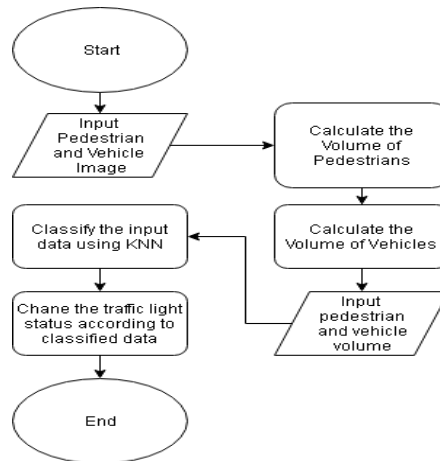 Start
Input
Pedestrian
and Vehicle
Image
Calculate the
Volume of
Pedestrians
Calculate the
Volume of Vehicles
Input
pedestrian
and vehicle
volume
Classify the input
data using KNN
Chane the traffic light
status according to
classified data
End